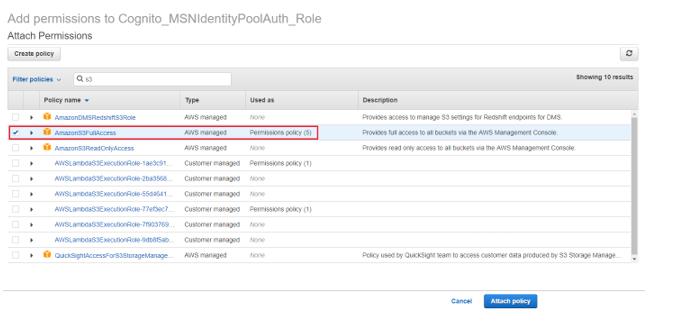 Add permissions to Cognito_MSNIdentityPoolAuth_Role
Attach Permissions
Create policy
Filter policies s3 Showing 10 results
Policy name Type Used as Description
AmazonDMSRedshiftS3Role AWS managed None Provides access to manage S3 settings for Redshift endpoints for DMS.
AmazonS3FullAccess AWS managed Permissions policy (5) Provides full access to all buckets via the AWS Management Console.
AmazonS3ReadOnlyAccess AWS managed None Provides read only access to all buckets via the AWS Management Console.
AWSLambdaS3ExecutionRole-1ae3c91... Customer managed Permissions policy (1)
AWSLambdaS3ExecutionRole-2ba3568... Customer managed None
AWSLambdaS3ExecutionRole-55d4641... Customer managed None
AWSLambdaS3ExecutionRole-77ef3ec7... Customer managed Permissions policy (1)
AWSLambdaS3ExecutionRole-7f903769... Customer managed None
AWSLambdaS3ExecutionRole-9db8f5ab... Customer managed None
QuickSightAccessForS3StorageManage... AWS managed None Policy used by QuickSight team to access customer data produced by S3 Storage Manage...
Cancel Attach policy